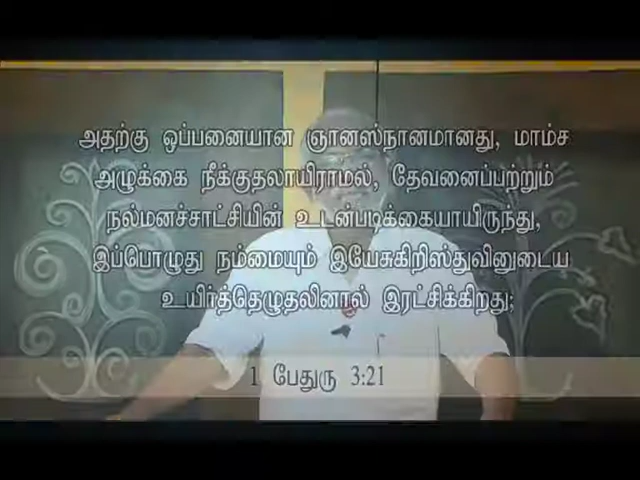 அதற்கு ஒப்பனையான ஞானஸ்நானமானது, மாம்ச
அழுக்கை நீக்குதலாயிராமல், தேவனைப்பற்றும்
நல்மனச்சாட்சியின் உடன்படிக்கையாயிருந்து,
இப்பொழுது நம்மையும் இயேசுகிறிஸ்துவினுடைய
உயிர்த்தெழுதலினால் இரட்சிக்கிறது;
1 பேதுரு 3:21